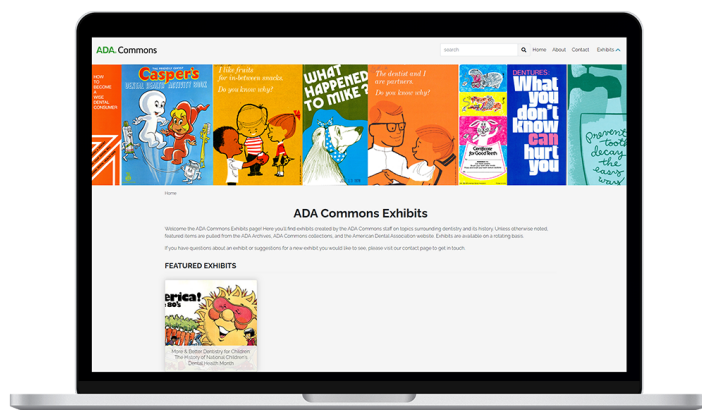 ADA. Commons
search
Home About Contact Exhibits
HOW
TO
BECOME
A
WISE
DENTAL
CONSUMER
Casper's
DENTAL HEALTH ACTIVITY BOOK
I like fruits
for in-between snacks.
Do you know why?
WHAT
HAPPENED
TO MIKE?
The dentist and I
are partners.
Do you know why?
Certificate
for Good Teeth
DENTURES:
What
you
don't
know
can
hurt
you
prevent
tooth
decay
the
easy
way
Home
ADA Commons Exhibits
Welcome the ADA Commons Exhibits page! Here you'll find exhibits created by the ADA Commons staff on topics surrounding dentistry and its history. Unless otherwise noted,
featured items are pulled from the ADA Archives, ADA Commons collections, and the American Dental Association website. Exhibits are available on a rotating basis.
If you have questions about an exhibit or suggestions for a new exhibit you would like to see, please visit our contact page to get in touch.
FEATURED EXHIBITS
erica!
80's
More & Better Dentistry for Children:
The History of National Children's
Dental Health Month